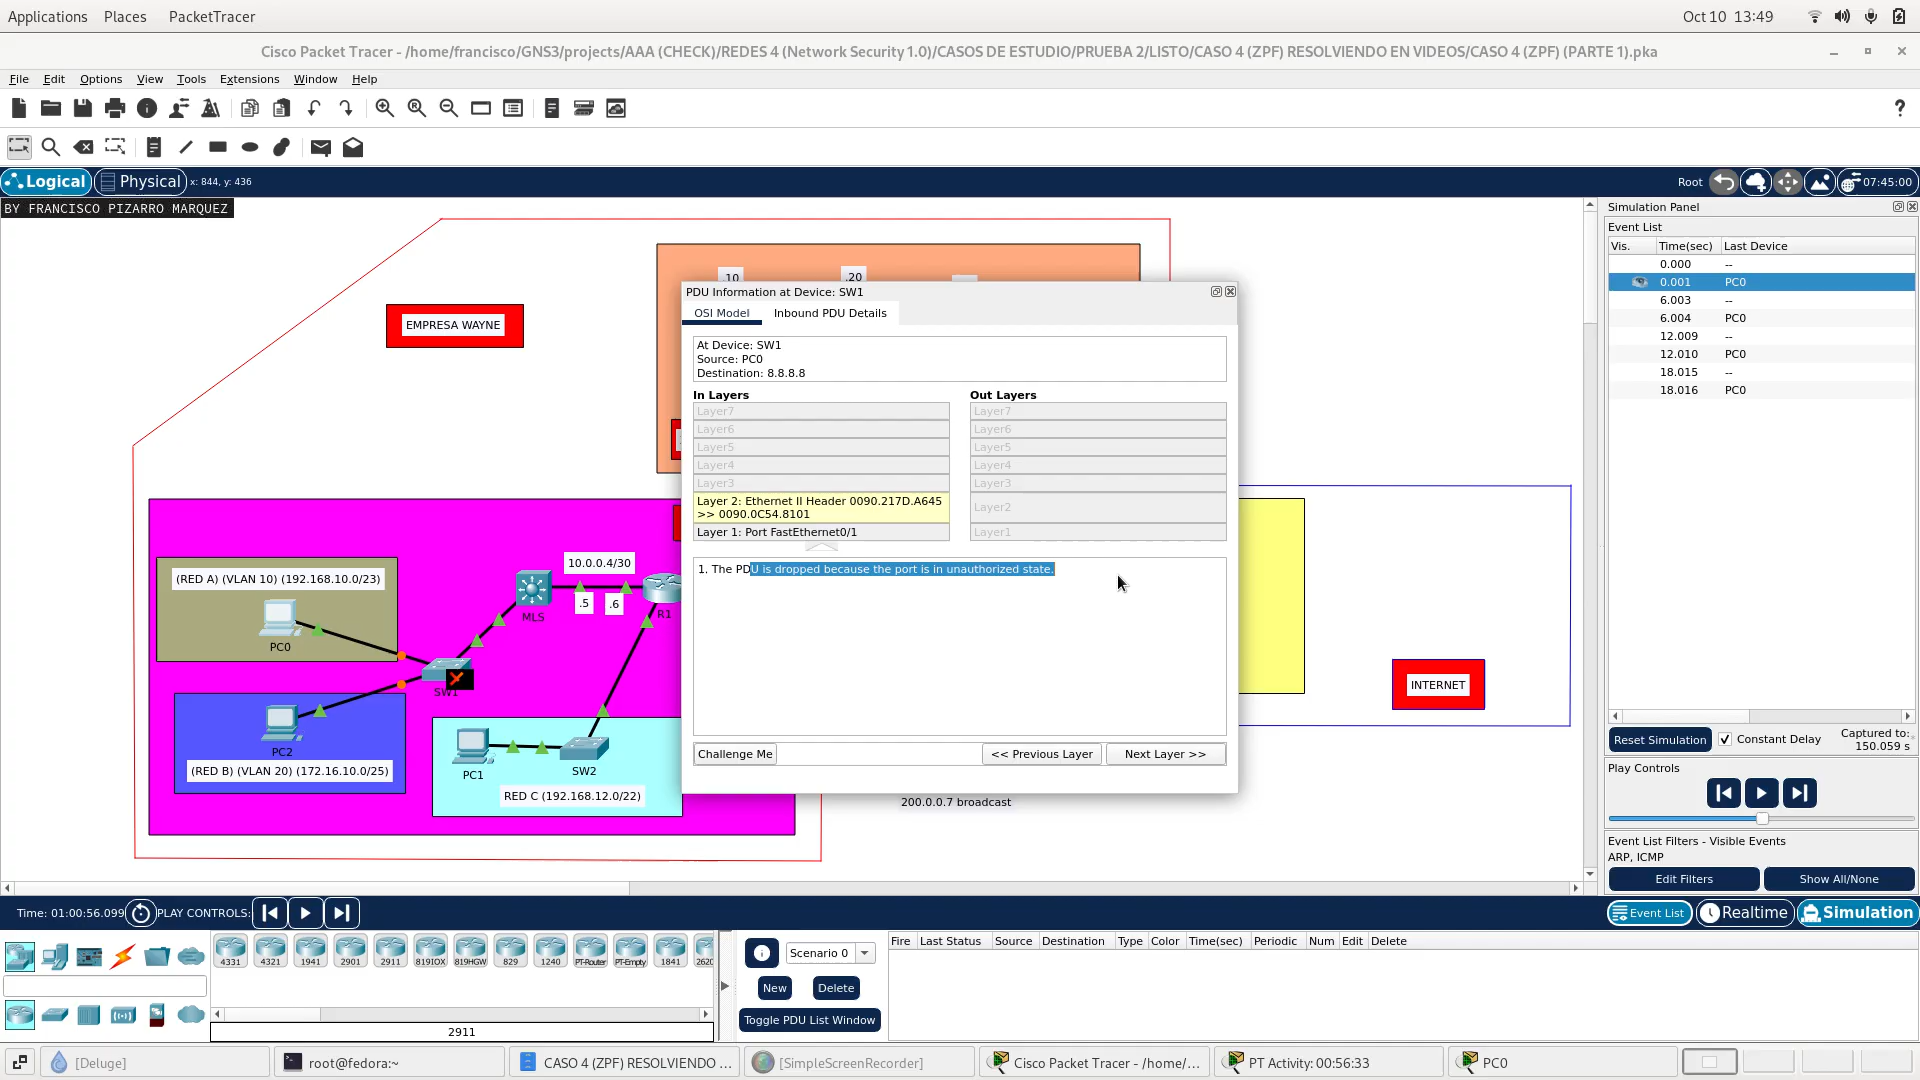 Applications Places PacketTracer
Oct 10 13:49
Cisco Packet Tracer - /home/francisco/GNS3/projects/AAA (CHECK)/REDES 4 (Network Security 1.0)/CASOS DE ESTUDIO/PRUEBA 2/LISTO/CASO 4 (ZPF) RESOLVIENDO EN VIDEOS/CASO 4 (ZPF) (PARTE 1).pka
File Edit Options View Tools Extensions Window Help
?
Logical Physical x: 844, y: 436
Root 07:45:00
BY FRANCISCO PIZARRO MARQUEZ
Simulation Panel
Event List
Vis. Time(sec) Last Device
0.000 --
0.001 PC0
6.003 --
6.004 PC0
12.009 --
12.010 PC0
18.015 --
18.016 PC0
Reset Simulation Constant Delay Captured to: 150.059 s
Play Controls
Event List Filters - Visible Events
ARP, ICMP
Edit Filters Show All/None
.10 .20
EMPRESA WAYNE
PDU Information at Device: SW1
OSI Model Inbound PDU Details
At Device: SW1
Source: PC0
Destination: 8.8.8.8
In Layers Out Layers
Layer7 Layer7
Layer6 Layer6
Layer5 Layer5
Layer4 Layer4
Layer3 Layer3
Layer 2: Ethernet II Header 0090.217D.A645 >> 0090.0C54.8101 Layer2
Layer 1: Port FastEthernet0/1 Layer1
1. The PDU is dropped because the port is in unauthorized state.
Challenge Me << Previous Layer Next Layer >>
10.0.0.4/30
(RED A) (VLAN 10) (192.168.10.0/23)
.5 .6
MLS R1
PC0
SW1
INTERNET
PC2
(RED B) (VLAN 20) (172.16.10.0/25)
PC1 SW2
RED C (192.168.12.0/22)
200.0.0.7 broadcast
Time: 01:00:56.099 PLAY CONTROLS:
Event List Realtime Simulation
4331 4321 1941 2901 2911 819IOX 819HGW 829 1240 PT-Router PT-Empty 1841 2620
2911
Scenario 0
New Delete
Toggle PDU List Window
Fire Last Status Source Destination Type Color Time(sec) Periodic Num Edit Delete
[Deluge] root@fedora:~ CASO 4 (ZPF) RESOLVIENDO ... [SimpleScreenRecorder] Cisco Packet Tracer - /home/... PT Activity: 00:56:33 PC0